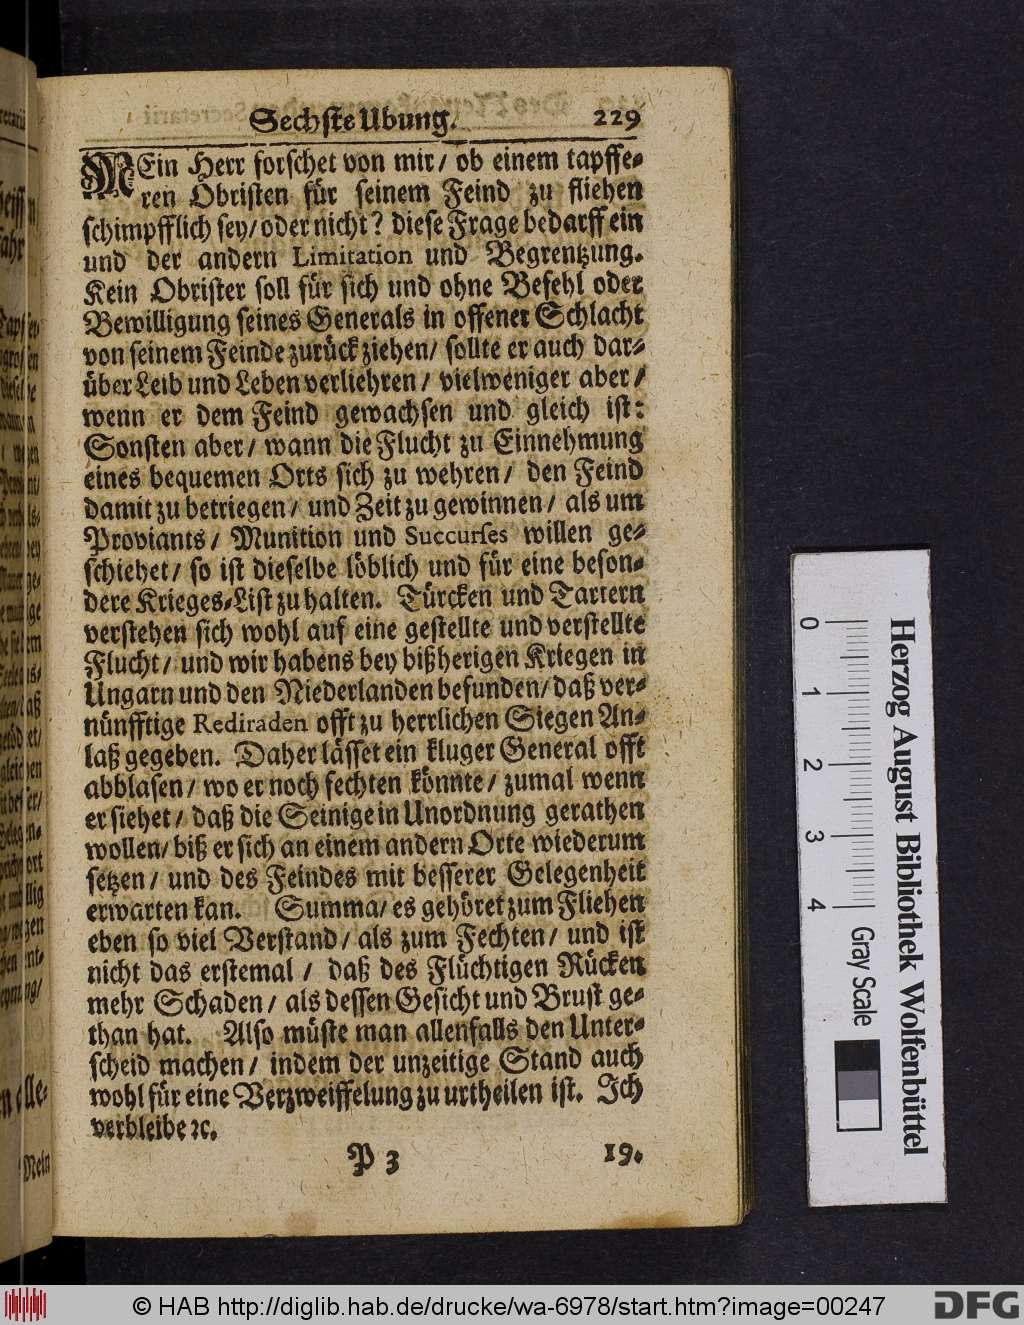 Sechste Ubung. 229
MEin Herr forschet von mir/ ob einem tapffe-
ren Obristen für seinem Feind zu fliehen
schimpfflich sey/ oder nicht? diese Frage bedarff ein
und der andern Limitation und Begrentzung.
Kein Obrister soll für sich und ohne Befehl oder
Bewilligung seines Generals in offener Schlacht
von seinem Feinde zurück ziehen/ sollte er auch dar-
über Leib und Leben verliehren/ vielweniger aber/
wenn er dem Feind gewachsen und gleich ist:
Sonsten aber/ wann die Flucht zu Einnehmung
eines bequemen Orts sich zu wehren/ den Feind
damit zu betriegen/ und Zeit zu gewinnen/ als um
Proviants/ Munition und Succurses willen ge-
schiehet/ so ist dieselbe löblich und für eine beson-
dere Krieges-List zu halten. Türcken und Tartern
verstehen sich wohl auf eine gestellte und verstellte
Flucht/ und wir habens bey bißherigen Kriegen in
Ungarn und den Niederlanden befunden/ daß ver-
nünfftige Rediraden offt zu herrlichen Siegen An-
laß gegeben. Daher lässet ein kluger General offt
abblasen/ wo er noch fechten könnte/ zumal wenn
er siehet/ daß die Seinige in Unordnung gerathen
wollen/ biß er sich an einem andern Orte wiederum
setzen/ und des Feindes mit besserer Gelegenheit
erwarten kan. Summa/ es gehöret zum Fliehen
eben so viel Verstand/ als zum Fechten/ und ist
nicht das erstemal/ daß des Flüchtigen Rücken
mehr Schaden/ als dessen Gesicht und Brust ge-
than hat. Also müste man allenfalls den Unter-
scheid machen/ indem der unzeitige Stand auch
wohl für eine Verzweiffelung zu urtheilen ist. Ich
verbleibe ꝛc.
P 3 19.
0 1 2 3 4
Herzog August Bibliothek Wolfenbüttel
Gray Scale
© HAB http://diglib.hab.de/drucke/wa-6978/start.htm?image=00247
DFG